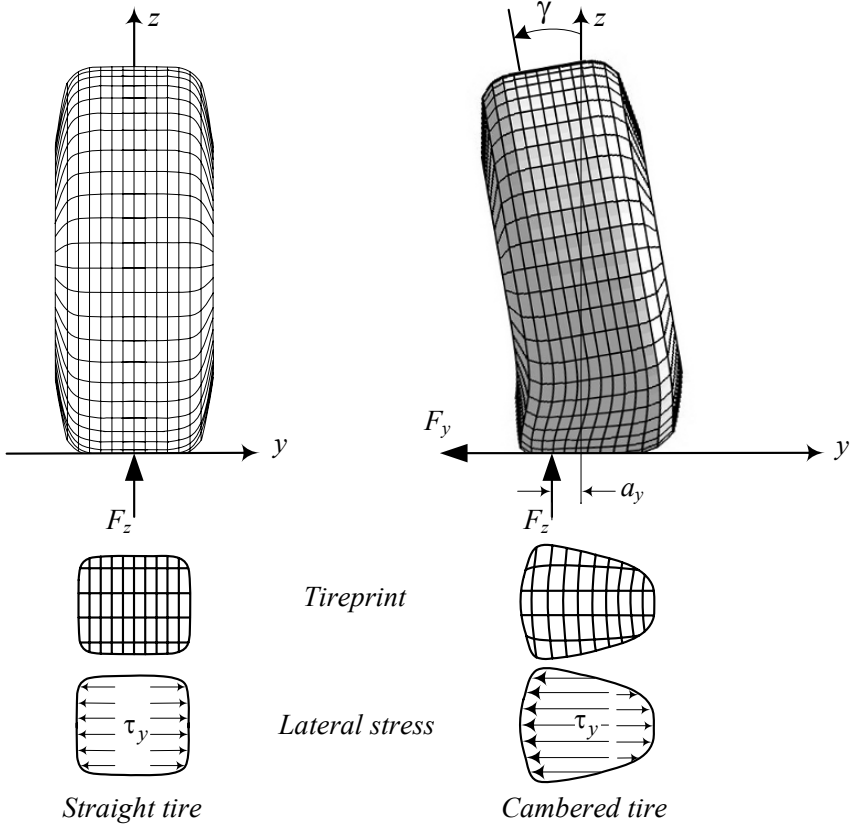 z
γ
z
y
F_y
y
a_y
F_z
F_z
Tireprint
τ_y
Lateral stress
τ_y
Straight tire
Cambered tire